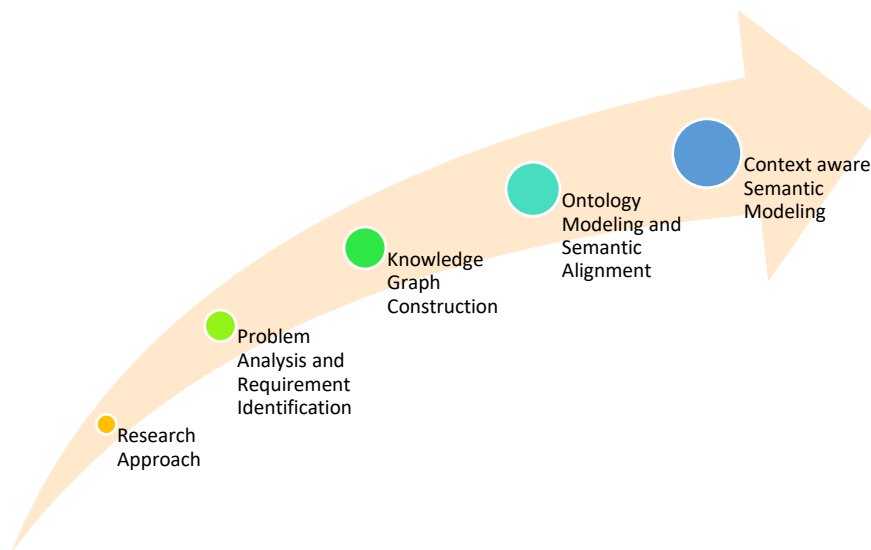 Research
Approach
Problem
Analysis and
Requirement
Identification
Knowledge
Graph
Construction
Ontology
Modeling and
Semantic
Alignment
Context aware
Semantic
Modeling